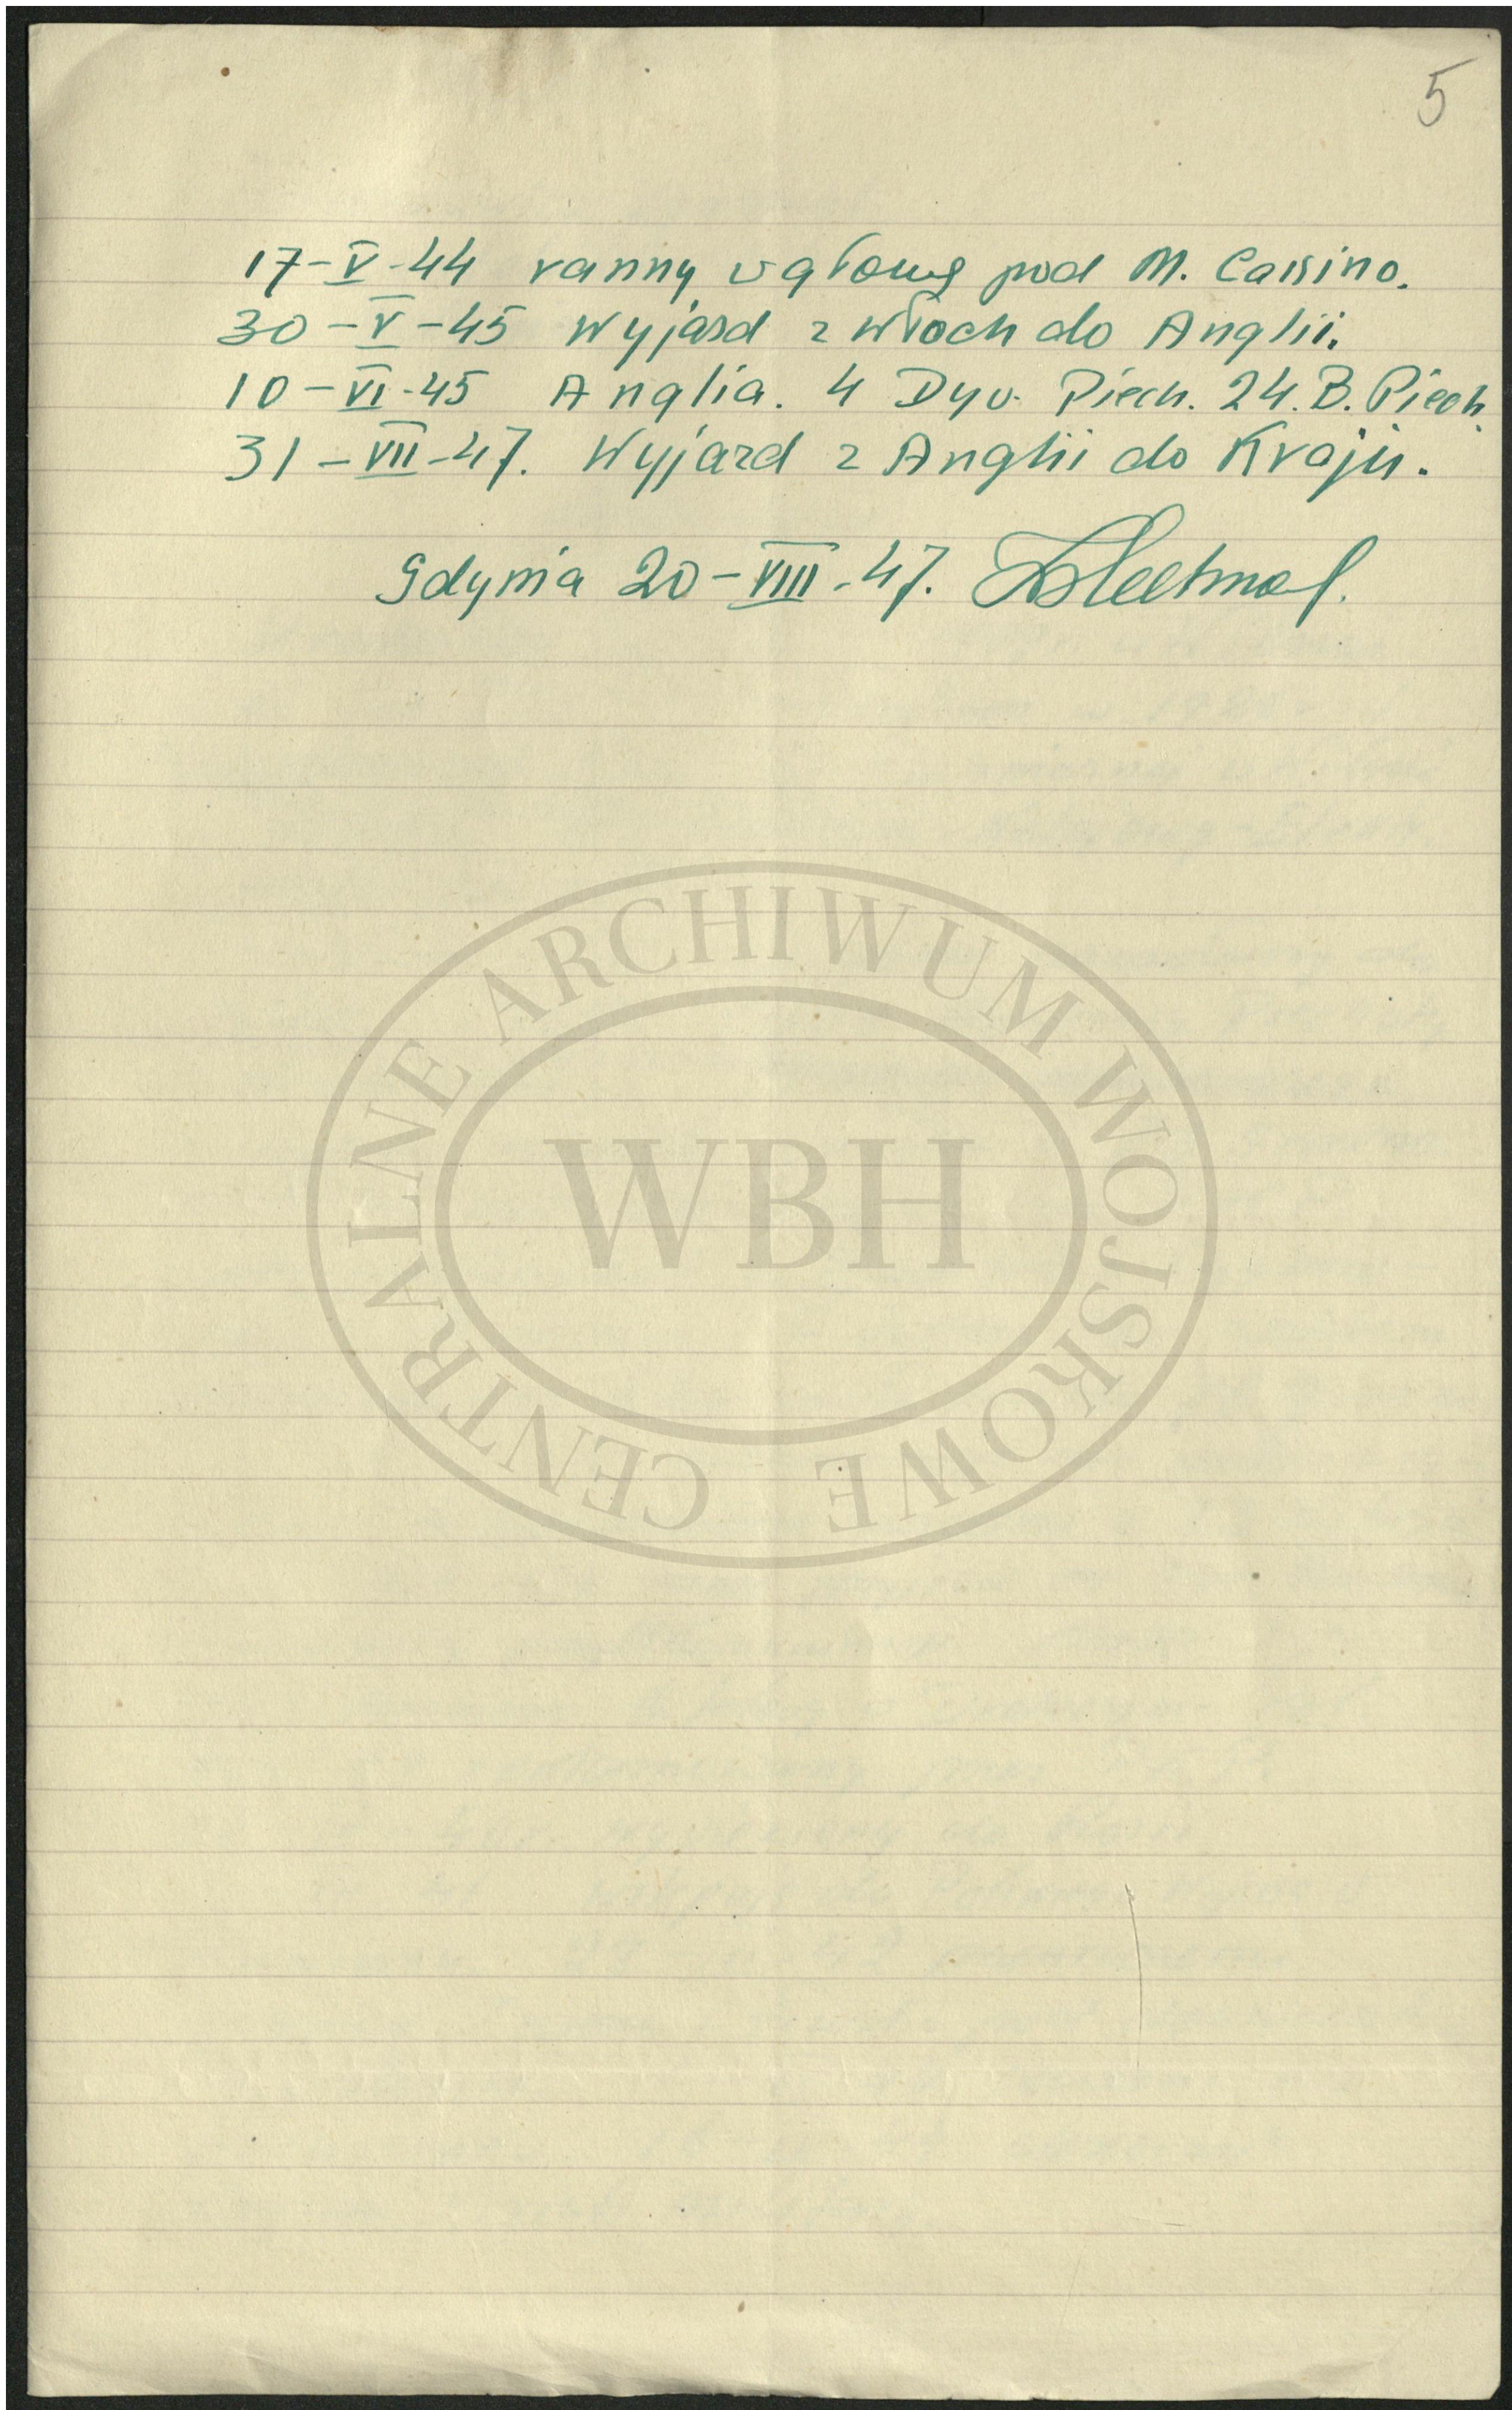 5
17-V-44 ranny w głowę pod M. Cassino.
30-V-45 Wyjazd z Włoch do Anglii.
10-VI-45 Anglia. 4 Dyw. Piech. 24. B. Piech.
31-VII-47. Wyjazd z Anglii do Kraju.
Gdynia 20-VIII-47.
CENTRALNE ARCHIWUM WOJSKOWE
WBH